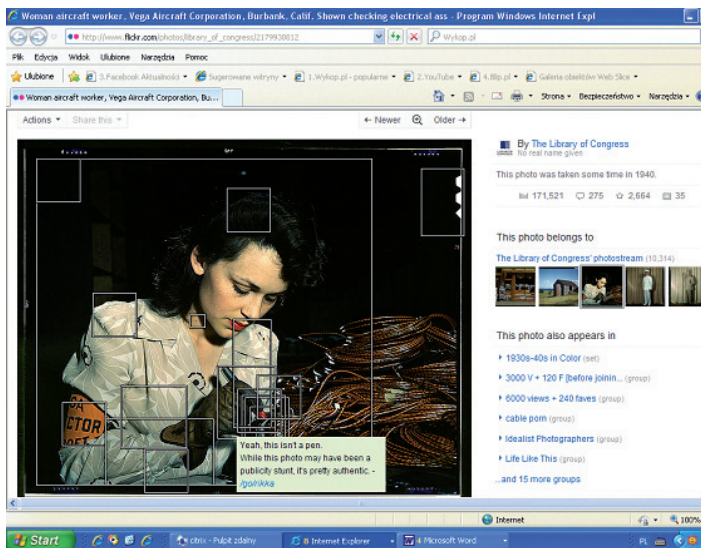 Woman aircraft worker, Vega Aircraft Corporation, Burbank, Calif. Shown checking electrical ass - Program Windows Internet Expl
http://www.flickr.com/photos/library_of_congress/2179930812
Wykop.pl
Plik Edycja Widok Ulubione Narzędzia Pomoc
Ulubione 3.Facebook Aktualności Sugerowane witryny 1.Wykop.pl - popularne 2.YouTube 4.filip.pl Galeria obiektów Web Slice
Woman aircraft worker, Vega Aircraft Corporation, Bu...
Strona Bezpieczeństwo Narzędzia
Actions Share this
← Newer Older →
By The Library of Congress
No real name given
This photo was taken some time in 1940.
171,521 275 2,664 35
This photo belongs to
The Library of Congress' photostream (10,314)
This photo also appears in
1930s-40s in Color (set)
3000 V + 120 F [before joinin... (group)
6000 views + 240 faves (group)
cable porn (group)
Idealist Photographers (group)
Life Like This (group)
...and 15 more groups
CTOR
Yeah, this isn't a pen.
While this photo may have been a
publicity stunt, it's pretty authentic. -
/golrikka
Internet 100%
Start citrix - Pulpit zdalny 8 Internet Explorer 4 Microsoft Word PL